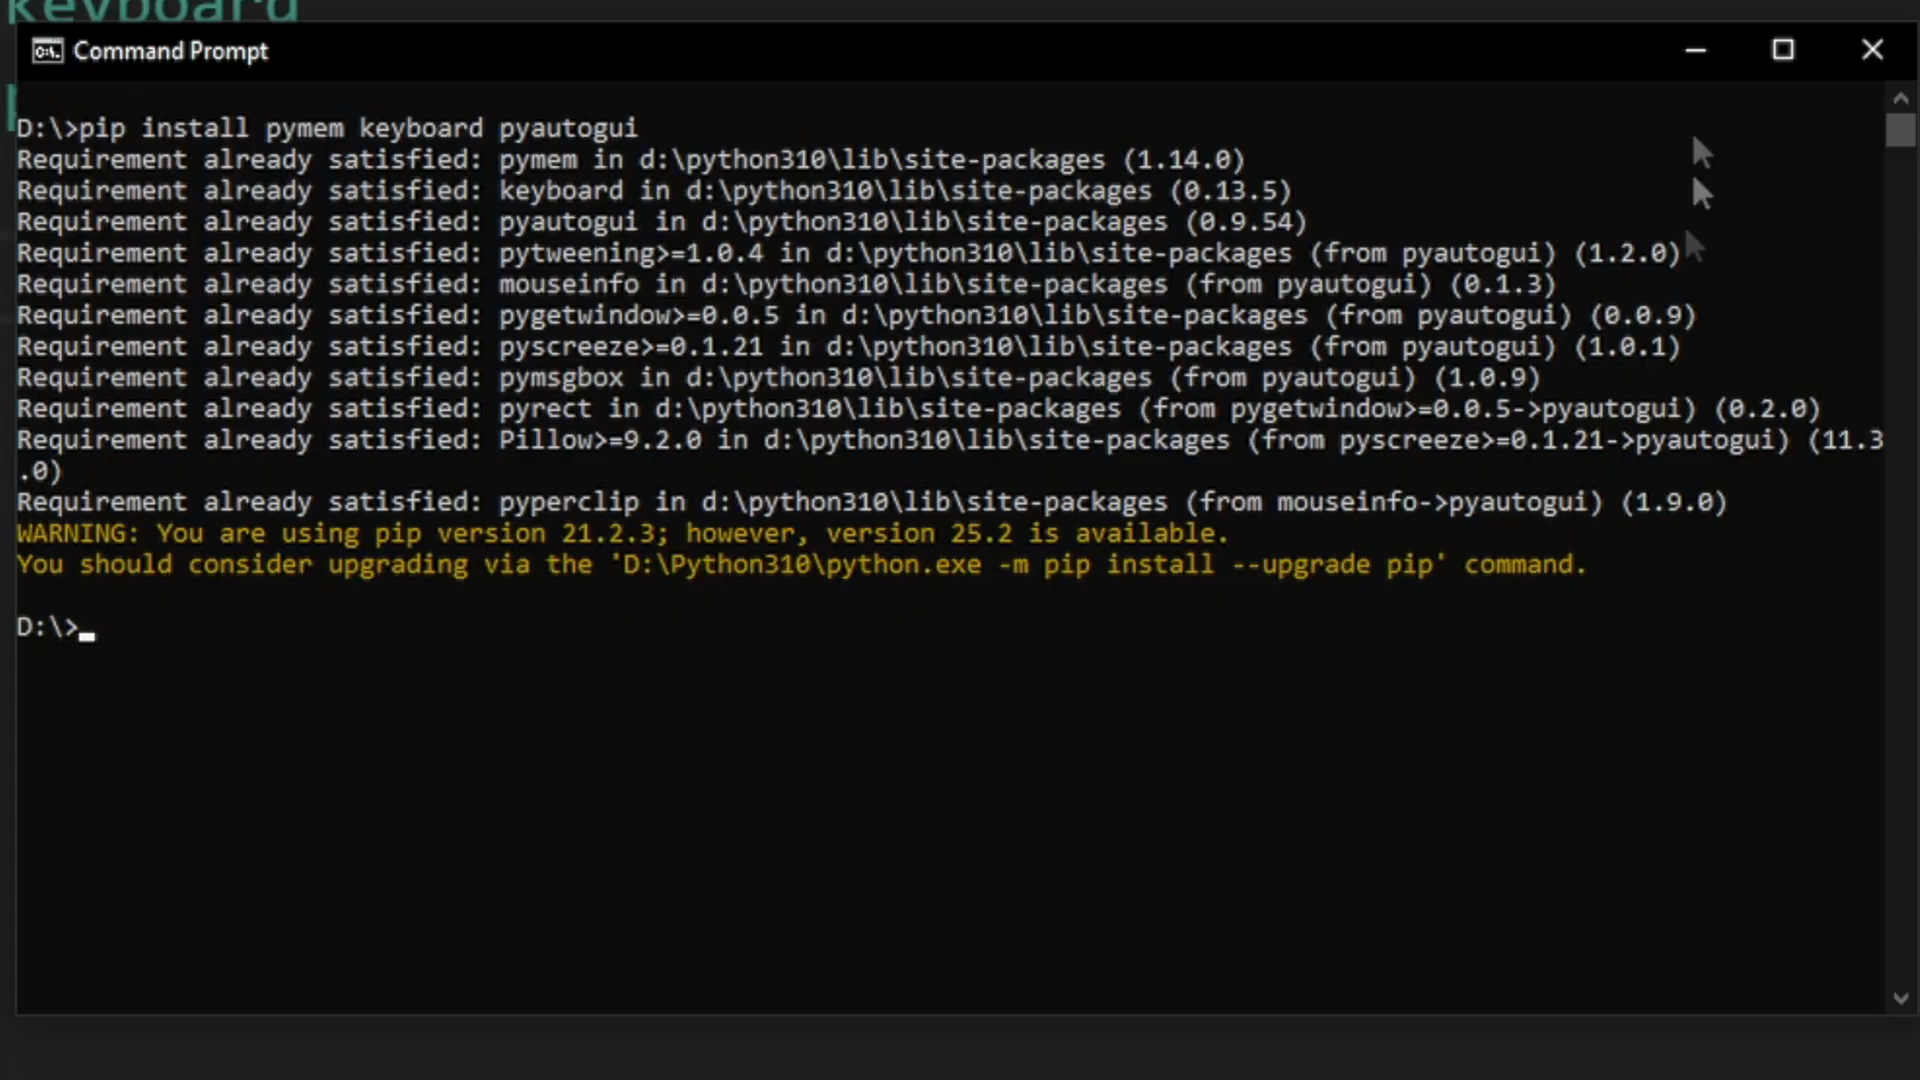 keyboard
Command Prompt
D:\>pip install pymem keyboard pyautogui
Requirement already satisfied: pymem in d:\python310\lib\site-packages (1.14.0)
Requirement already satisfied: keyboard in d:\python310\lib\site-packages (0.13.5)
Requirement already satisfied: pyautogui in d:\python310\lib\site-packages (0.9.54)
Requirement already satisfied: pytweening>=1.0.4 in d:\python310\lib\site-packages (from pyautogui) (1.2.0)
Requirement already satisfied: mouseinfo in d:\python310\lib\site-packages (from pyautogui) (0.1.3)
Requirement already satisfied: pygetwindow>=0.0.5 in d:\python310\lib\site-packages (from pyautogui) (0.0.9)
Requirement already satisfied: pyscreeze>=0.1.21 in d:\python310\lib\site-packages (from pyautogui) (1.0.1)
Requirement already satisfied: pymsgbox in d:\python310\lib\site-packages (from pyautogui) (1.0.9)
Requirement already satisfied: pyrect in d:\python310\lib\site-packages (from pygetwindow>=0.0.5->pyautogui) (0.2.0)
Requirement already satisfied: Pillow>=9.2.0 in d:\python310\lib\site-packages (from pyscreeze>=0.1.21->pyautogui) (11.3
.0)
Requirement already satisfied: pyperclip in d:\python310\lib\site-packages (from mouseinfo->pyautogui) (1.9.0)
WARNING: You are using pip version 21.2.3; however, version 25.2 is available.
You should consider upgrading via the 'D:\Python310\python.exe -m pip install --upgrade pip' command.
D:\>